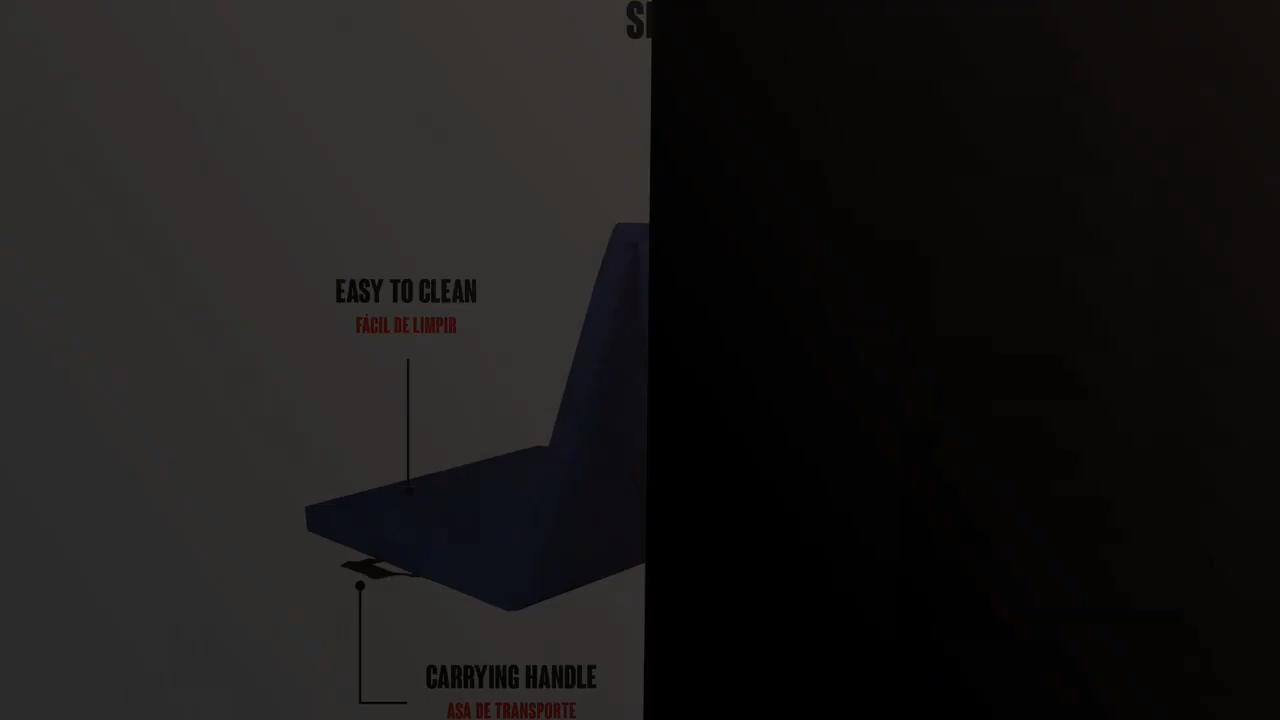 EASY TO CLEAN
FÁCIL DE LIMPIR
CARRYING HANDLE
ASA DE TRANSPORTE